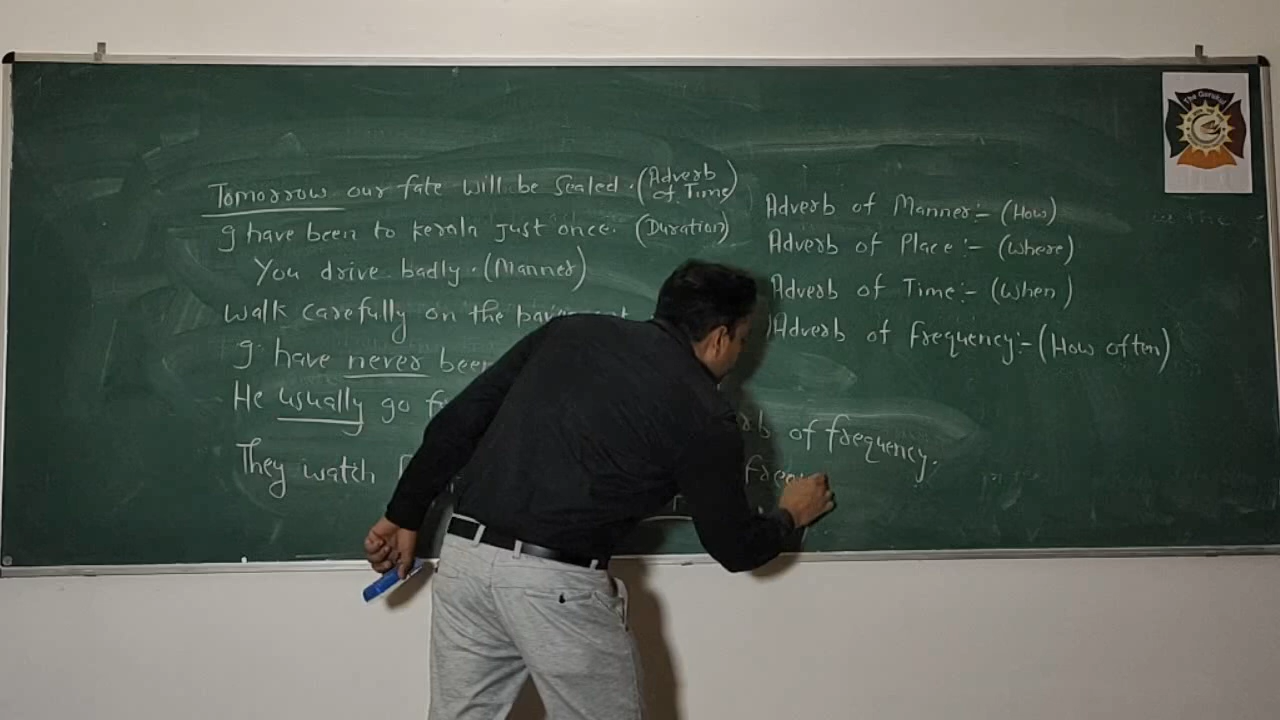 Tomorrow our fate will be sealed. (Adverb of Time)
I have been to Kerala just once. (Duration)
You drive badly. (Manner)
Walk carefully on the
I have never been
He usually go
They watch
of frequency.
Adverb of Manner:- (How)
Adverb of Place:- (Where)
Adverb of Time:- (When)
Adverb of Frequency:- (How often)
The Gurukul